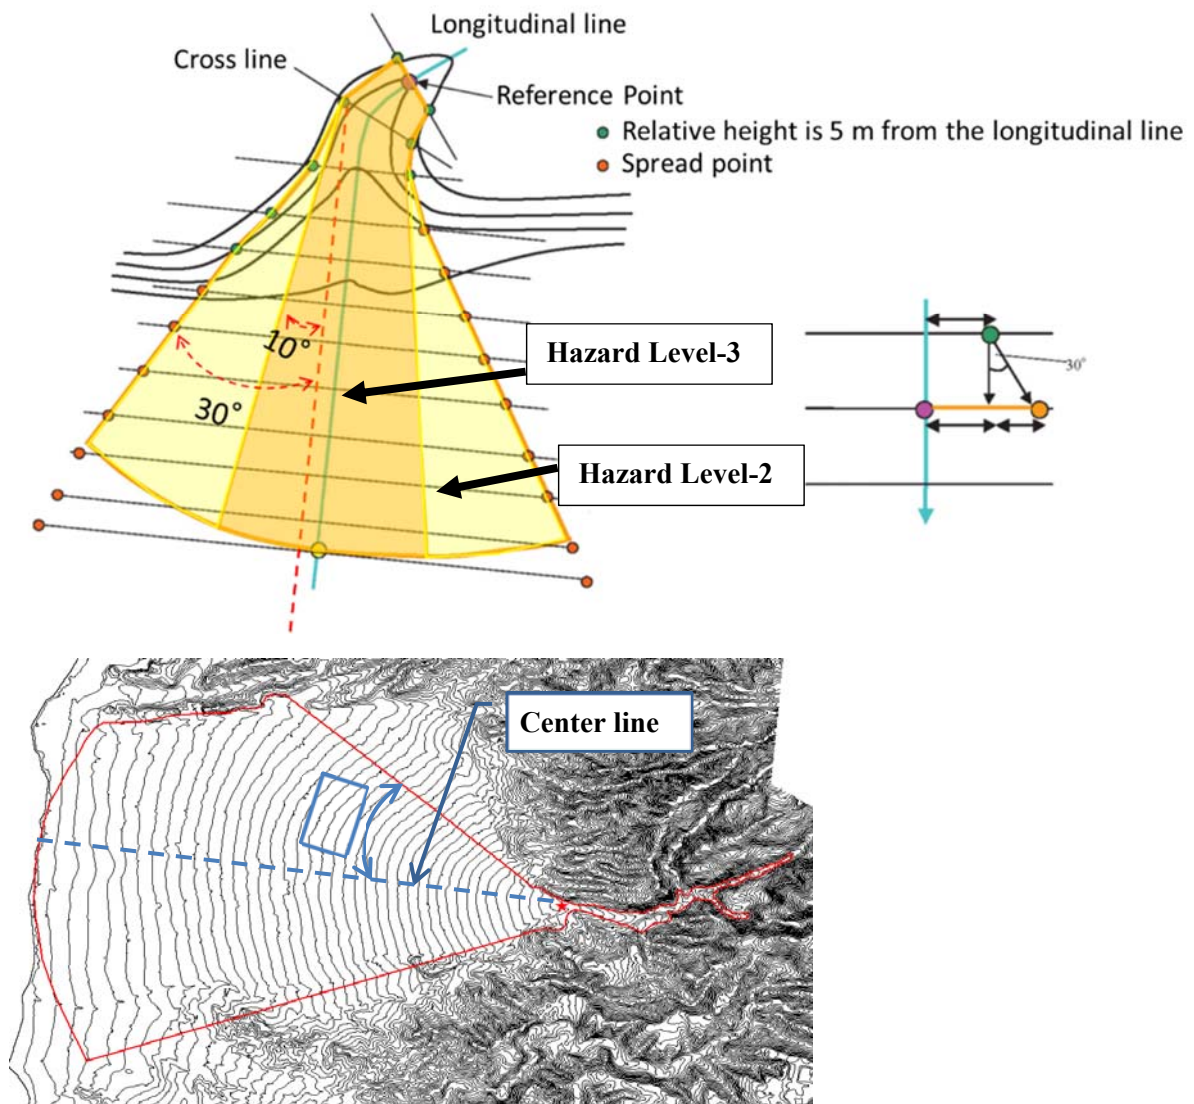 Longitudinal line
Cross line
Reference Point
Relative height is 5 m from the longitudinal line
Spread point
10°
30°
Hazard Level-3
Hazard Level-2
30°
Center line